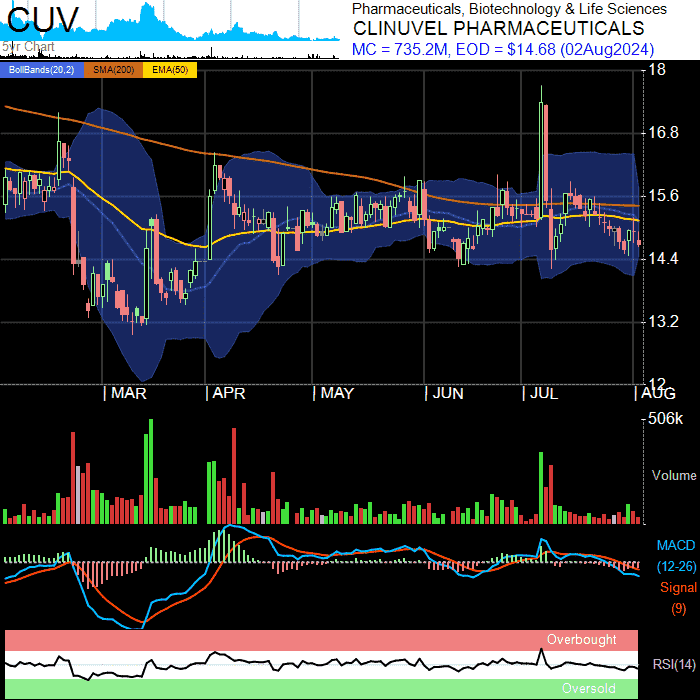 CUV
5yr Chart
Pharmaceuticals, Biotechnology & Life Sciences
CLINUVEL PHARMACEUTICALS
MC = 735.2M, EOD = $14.68 (02Aug2024)
BollBands(20,2) SMA(200) EMA(50)
18
16.8
15.6
14.4
13.2
12
MAR APR MAY JUN JUL AUG
506k
Volume
MACD
(12-26)
Signal
(9)
Overbought
RSI(14)
Oversold